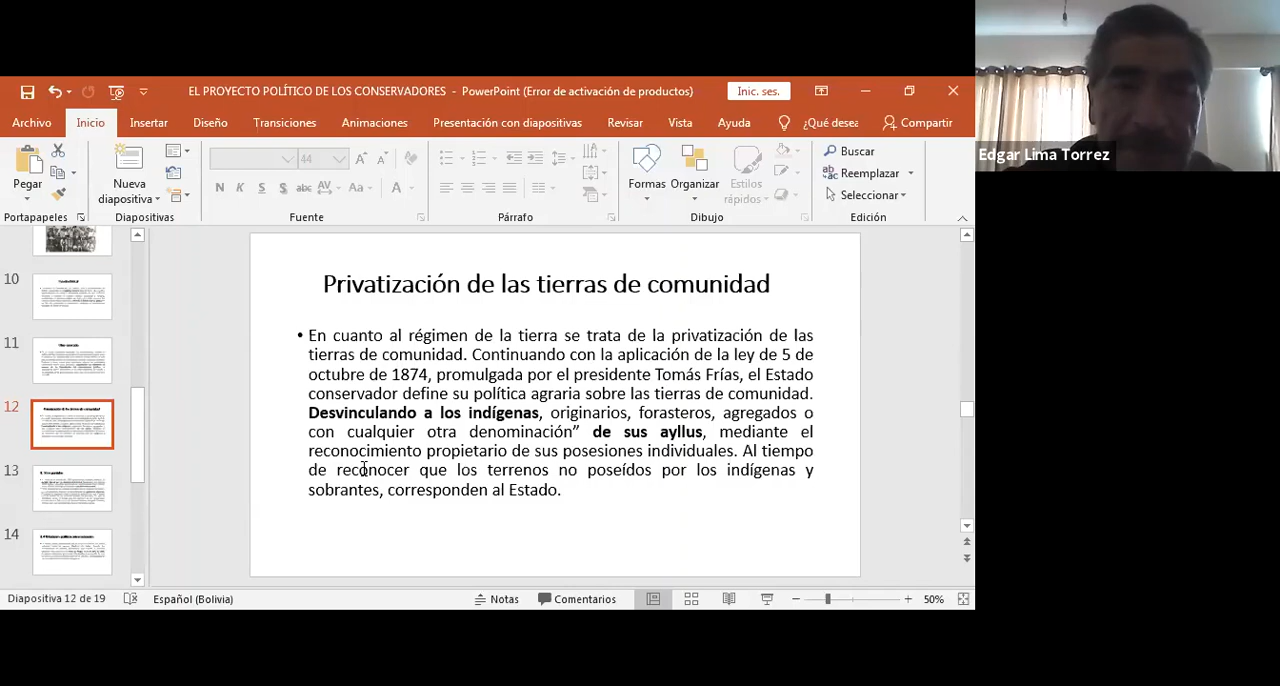 EL PROYECTO POLÍTICO DE LOS CONSERVADORES - PowerPoint (Error de activación de productos)
Inic. ses.
Archivo Inicio Insertar Diseño Transiciones Animaciones Presentación con diapositivas Revisar Vista Ayuda ¿Qué desea Compartir
Pegar
Nueva
diapositiva
44
N K S S abc AV Aa A
Formas Organizar Estilos
rápidos
Buscar
Reemplazar
Seleccionar
Portapapeles Diapositivas Fuente Párrafo Dibujo Edición
10
11
12
13
14
Privatización de las tierras de comunidad
• En cuanto al régimen de la tierra se trata de la privatización de las
tierras de comunidad. Continuando con la aplicación de la ley de 5 de
octubre de 1874, promulgada por el presidente Tomás Frías, el Estado
conservador define su política agraria sobre las tierras de comunidad.
Desvinculando a los indígenas, originarios, forasteros, agregados o
con cualquier otra denominación” de sus ayllus, mediante el
reconocimiento propietario de sus posesiones individuales. Al tiempo
de reconocer que los terrenos no poseídos por los indígenas y
sobrantes, corresponden al Estado.
Diapositiva 12 de 19 Español (Bolivia) Notas Comentarios 50%
Edgar Lima Torrez